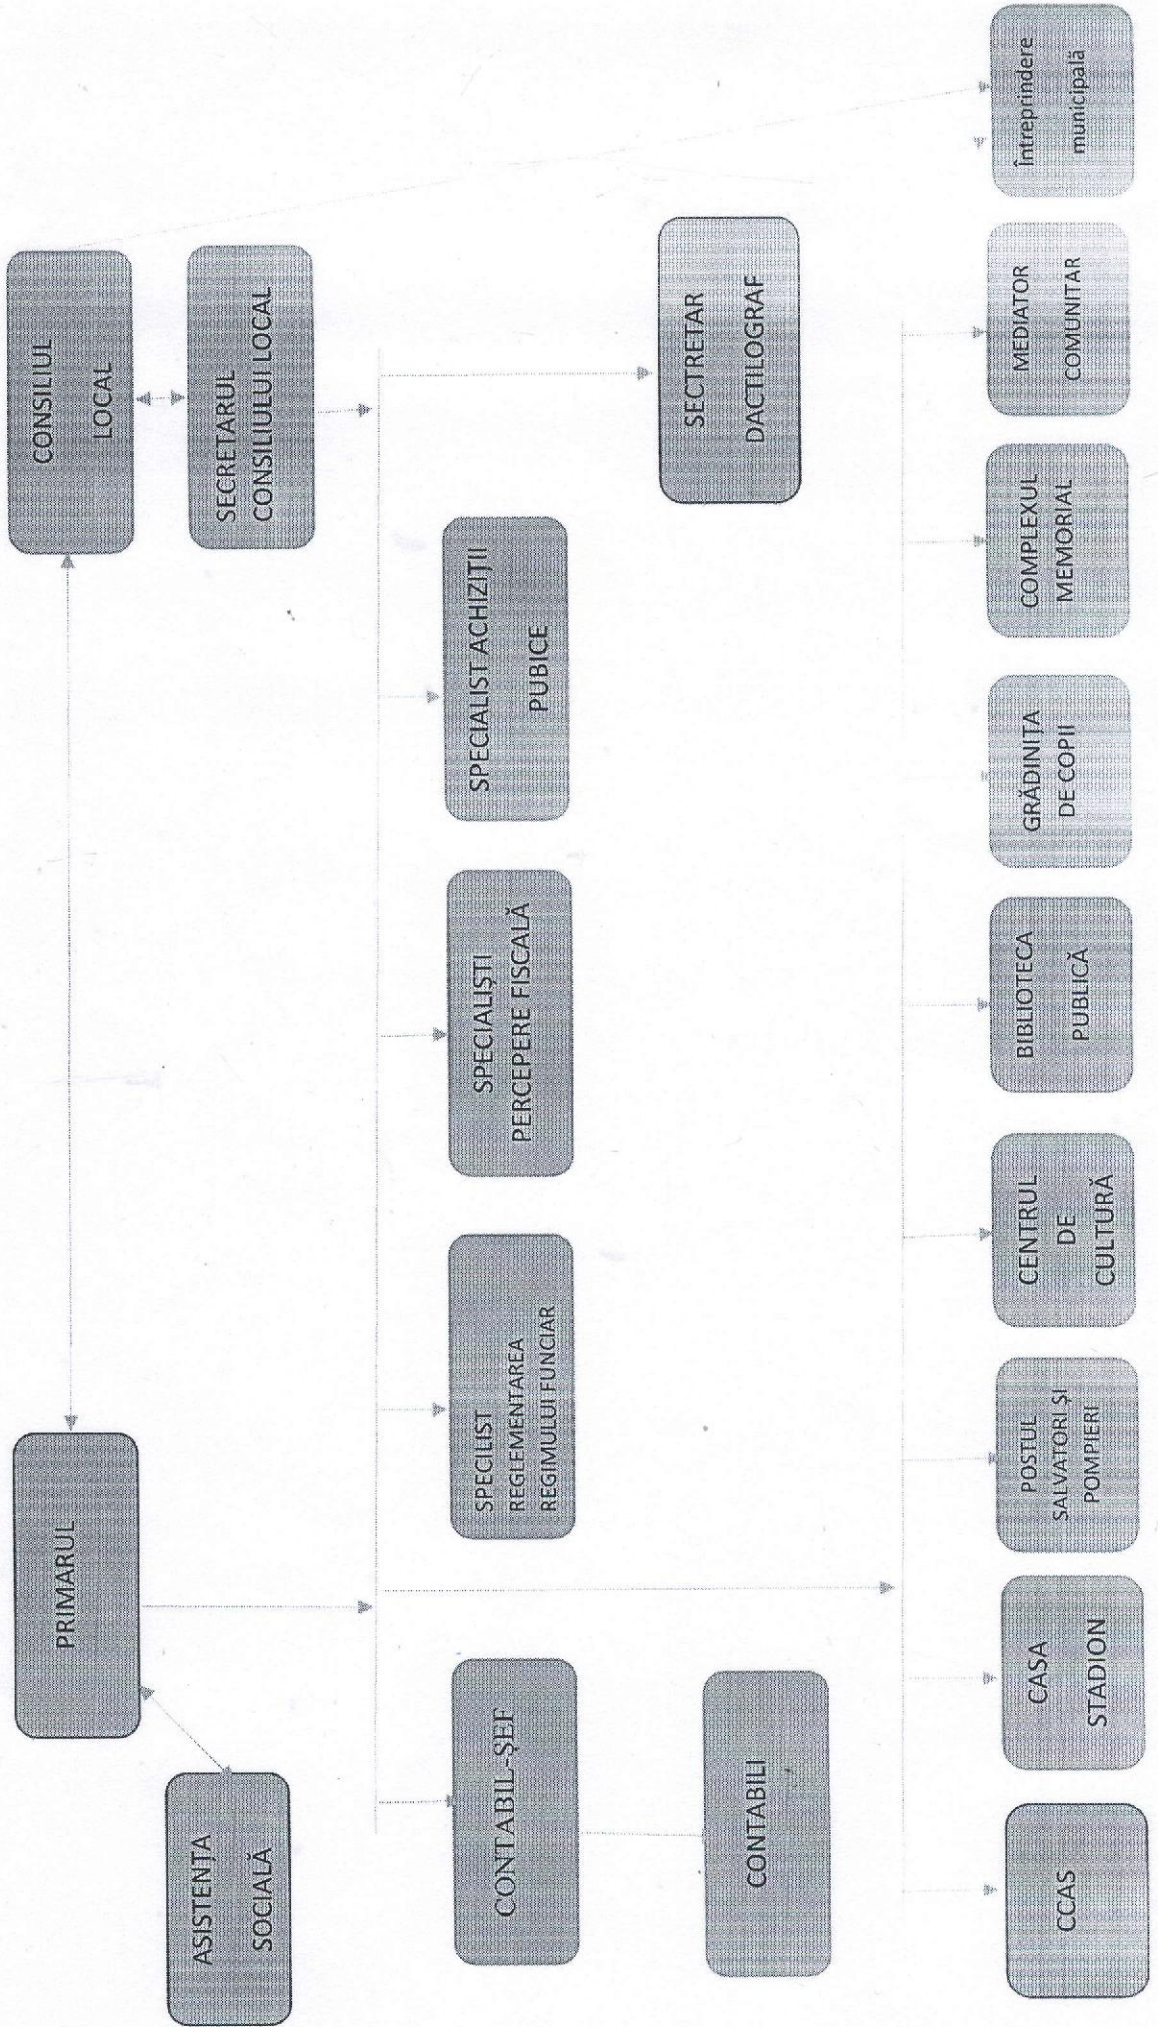 PRIMARUL
CONSILIUL
LOCAL
ASISTENȚA
SOCIALĂ
SECRETARUL
CONSILIULUI LOCAL
CONTABIL-ȘEF
SPECILIST
REGLEMENTAREA
REGIMULUI FUNCIAR
SPECIALIȘTI
PERCEPERE FISCALĂ
SPECIALIST ACHIZIȚII
PUBICE
CONTABILI
SECTRETAR
DACTILOGRAF
CCAS
CASA
STADION
POSTUL
SALVATORI ȘI
POMPIERI
CENTRUL
DE
CULTURĂ
BIBLIOTECA
PUBLICĂ
GRĂDINIȚA
DE COPII
COMPLEXUL
MEMORIAL
MEDIATOR
COMUNITAR
Întreprindere
municipală